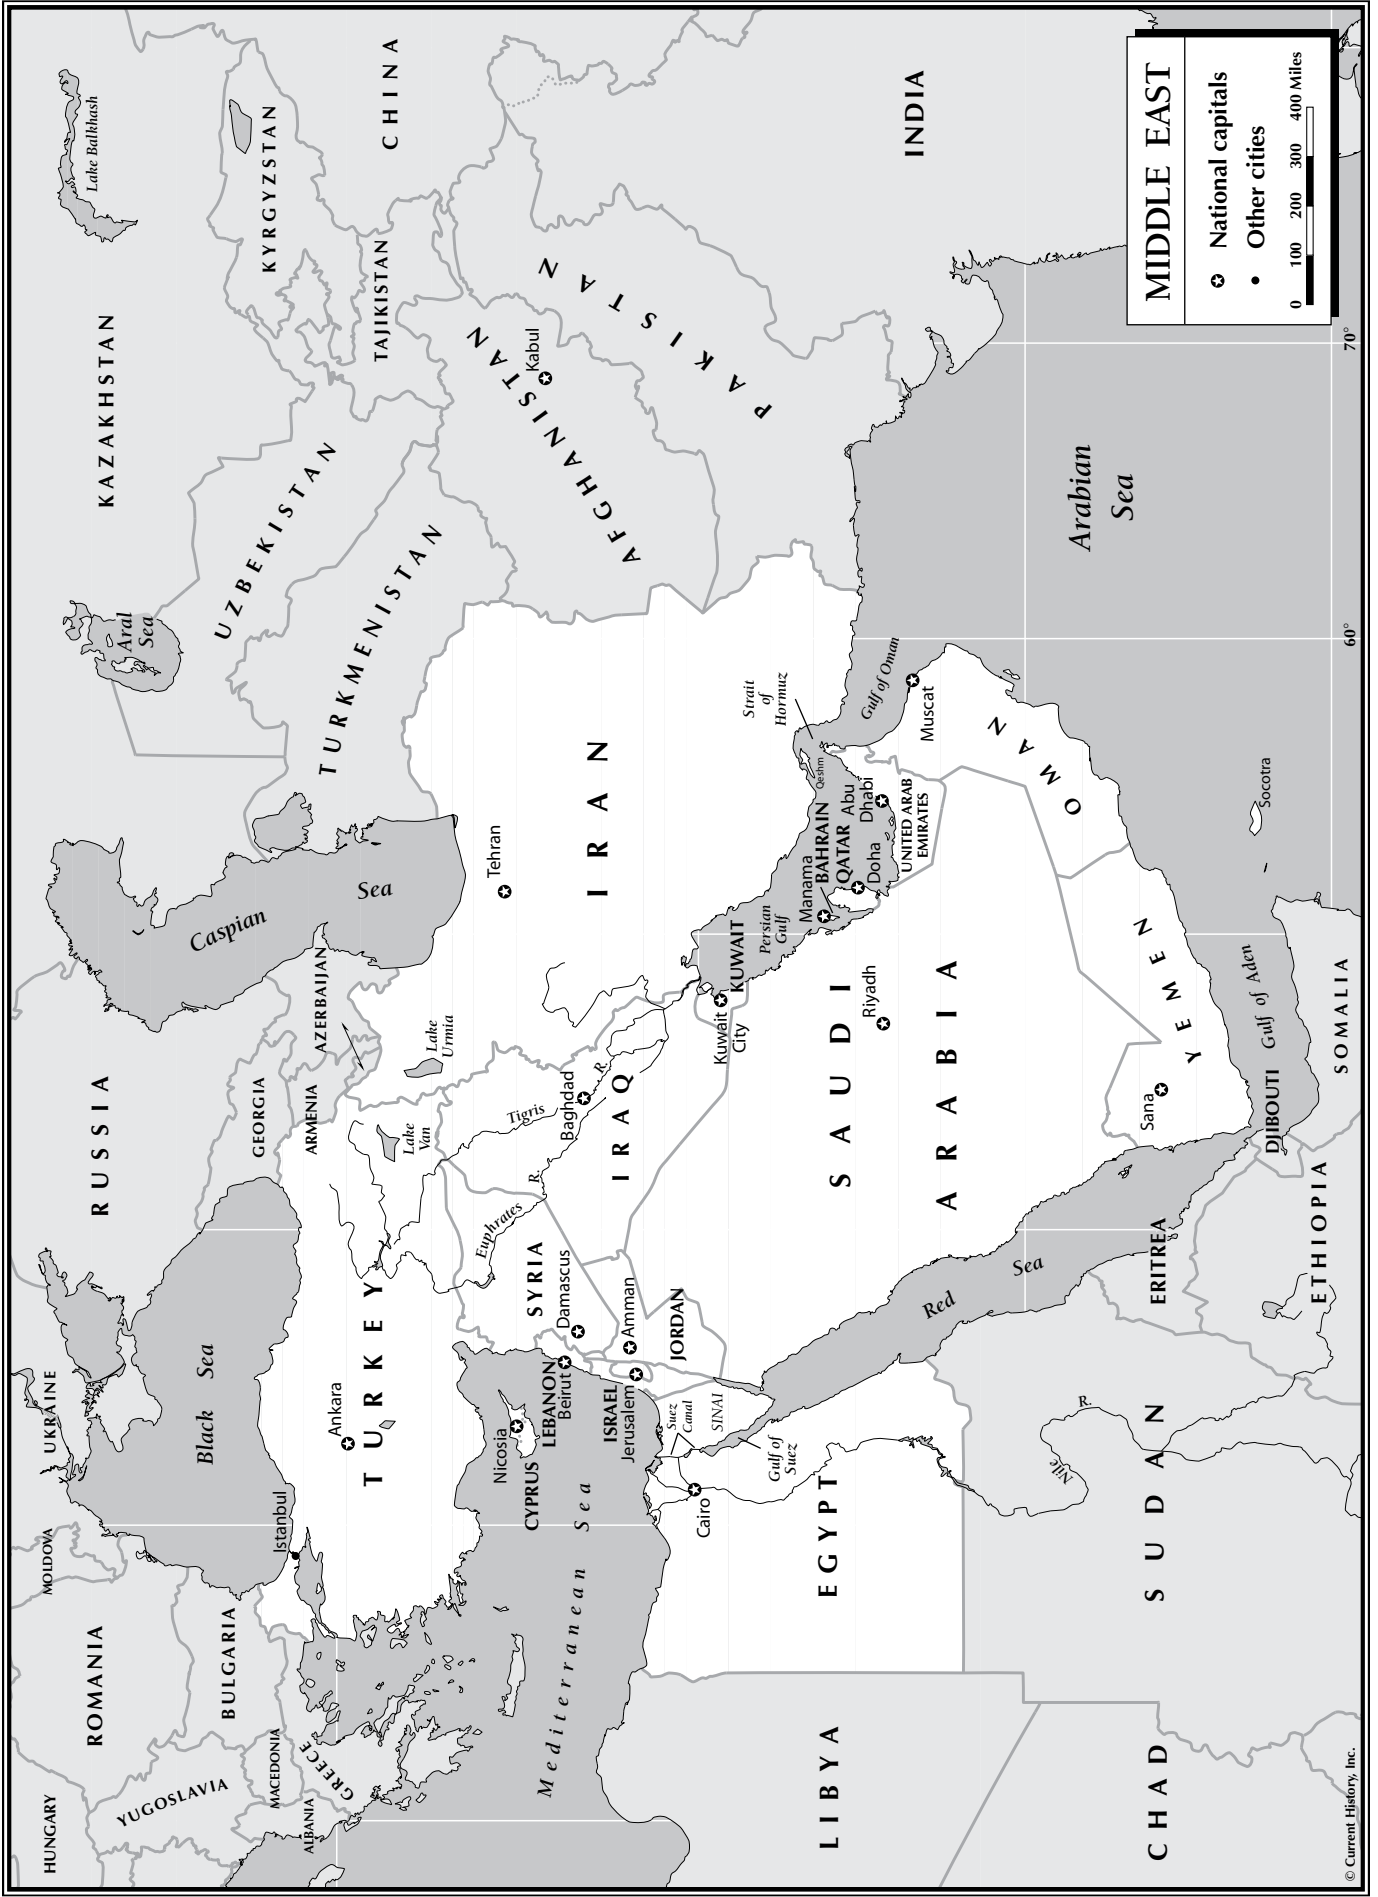 MIDDLE EAST
National capitals
Other cities
0 100 200 300 400 Miles
HUNGARY
ROMANIA
MOLDOVA
UKRAINE
RUSSIA
KAZAKHSTAN
Lake Balkhash
YUGOSLAVIA
BULGARIA
MACEDONIA
ALBANIA
GREECE
Black Sea
Istanbul
Ankara
TURKEY
GEORGIA
ARMENIA
AZERBAIJAN
Caspian
Sea
Aral
Sea
UZBEKISTAN
TURKMENISTAN
KYRGYZSTAN
TAJIKISTAN
CHINA
Lake
Van
Lake
Urmia
Tehran
IRAN
AFGHANISTAN
Kabul
PAKISTAN
INDIA
Mediterranean Sea
Nicosia
CYPRUS
LEBANON
Beirut
SYRIA
Damascus
Euphrates R.
Tigris R.
Baghdad
IRAQ
ISRAEL
Jerusalem
Amman
JORDAN
Suez
Canal
SINAI
Gulf of
Suez
Cairo
EGYPT
LIBYA
Kuwait
City
KUWAIT
Persian
Gulf
Manama
BAHRAIN
QATAR
Doha
Abu
Dhabi
UNITED ARAB
EMIRATES
Qeshm
Strait
of
Hormuz
Gulf of Oman
Muscat
OMAN
SAUDI
ARABIA
Riyadh
Red Sea
Arabian
Sea
YEMEN
Sana
Socotra
Gulf of Aden
Nile R.
SUDAN
CHAD
ERITREA
ETHIOPIA
DJIBOUTI
SOMALIA
60°
70°
© Current History, Inc.